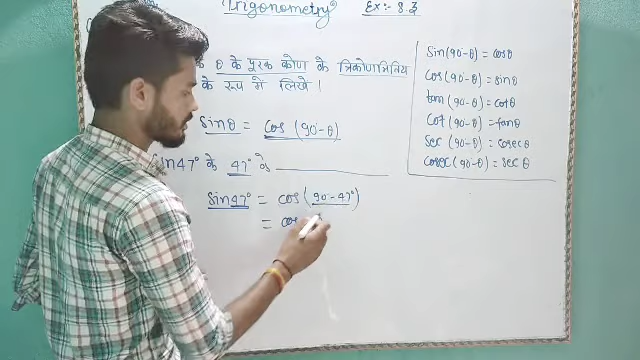 Trigonometry Ex:- 8.3
θ के पूरक कोण के त्रिकोणमितिय
के रूप में लिखें ।
Sinθ = cos (90-θ)
Sin47° के 47° के
Sin47° = cos (90-47°)
= cos
Sin(90-θ) = cosθ
Cos(90-θ) = sinθ
tan(90-θ) = cotθ
Cot(90-θ) = tanθ
Sec(90-θ) = cosecθ
Cosec(90-θ) = secθ